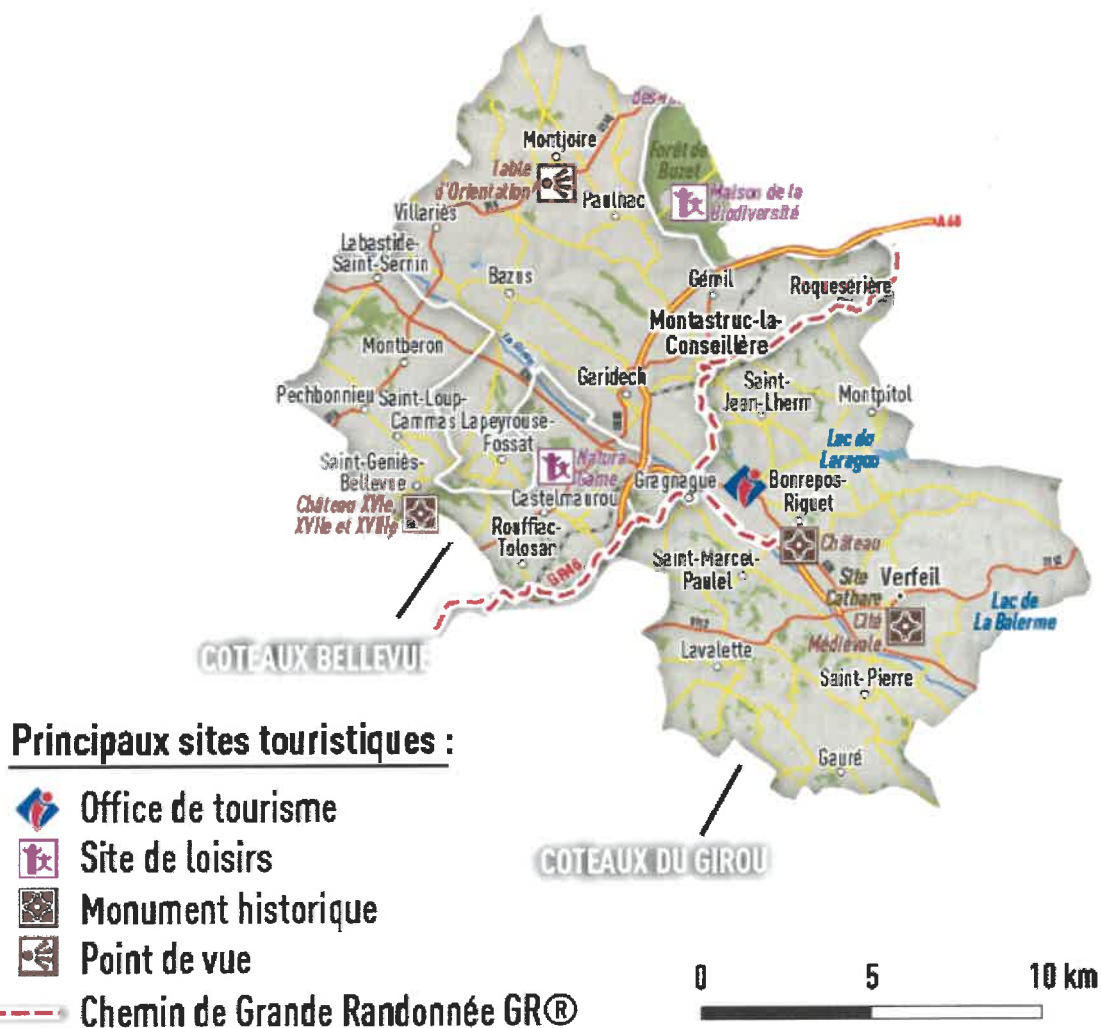 Montjoire
Table
d'Orientation
Forêt de
Buzet
Maison de la
Biodiversité
Paulhac
Villariès
A68
Labastide-
Saint-Sernin
Bazus
Gémil
Roquesérière
Montastruc-la-
Conseillère
Montberon
Garidech
Saint-
Jean-Lherm
Montpitol
Pechbonnieu
Saint-Loup-
Cammas
Lapeyrouse-
Fossat
Lac du
Laragou
Saint-Geniès-
Bellevue
Natura
Game
Castelmaurou
Gragnague
Bonrepos-
Riquet
Château XVIe,
XVIIe et XVIIIe
Rouffiac-
Tolosan
Château
GR46
Saint-Marcel-
Paulel
Site
Cathare
Verfeil
Cité
Médiévale
Lac de
La Balerme
COTEAUX BELLEVUE
Lavalette
Saint-Pierre
Gauré
COTEAUX DU GIROU
Principaux sites touristiques :
Office de tourisme
Site de loisirs
Monument historique
Point de vue
Chemin de Grande Randonnée GR®
0 5 10 km